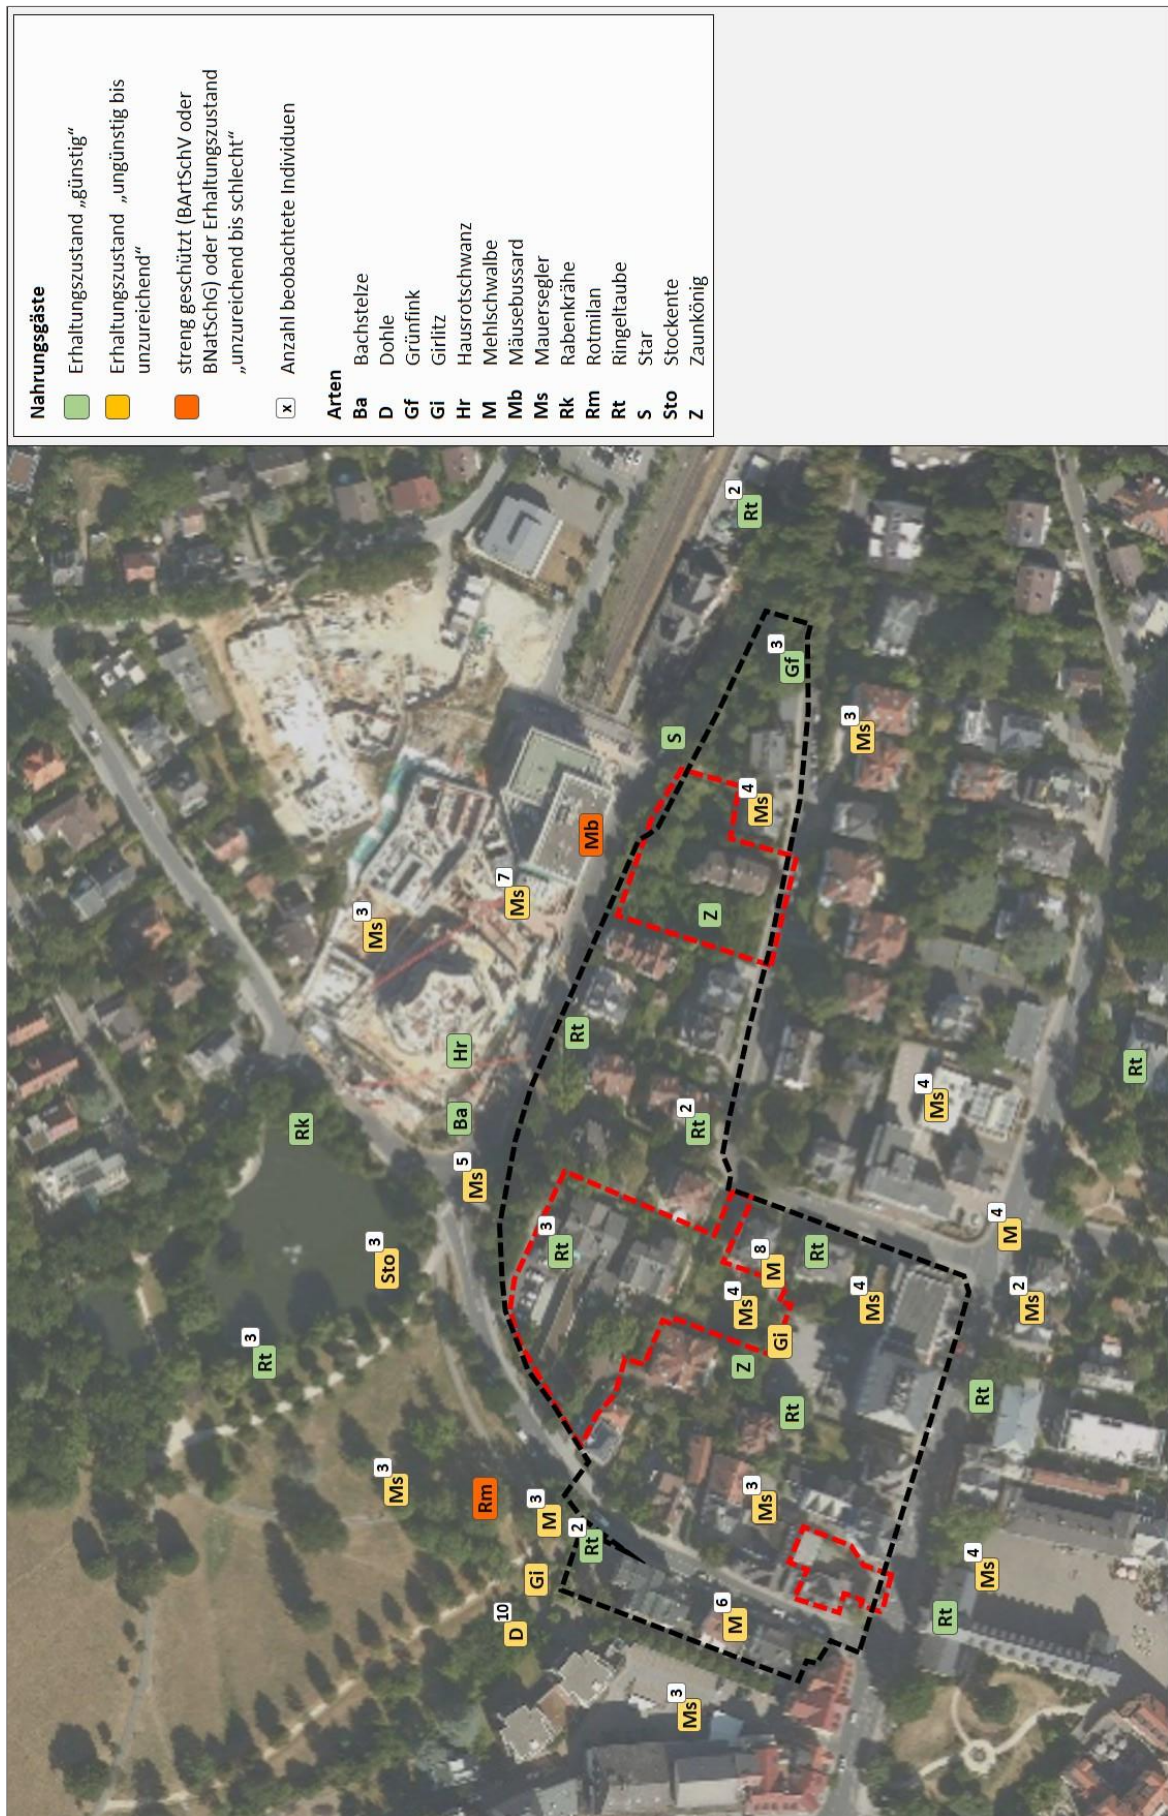 Nahrungsgäste
Erhaltungszustand „günstig“
Erhaltungszustand „ungünstig bis
unzureichend“
streng geschützt (BArtSchV oder
BNatSchG) oder Erhaltungszustand
„unzureichend bis schlecht“
x Anzahl beobachtete Individuen
Arten
Ba Bachstelze
D Dohle
Gf Grünfink
Gi Girlitz
Hr Hausrotschwanz
M Mehlschwalbe
Mb Mäusebussard
Ms Mauersegler
Rk Rabenkrähe
Rm Rotmilan
Rt Ringeltaube
S Star
Sto Stockente
Z Zaunkönig
Rt 3
Rk
Ms 3
Sto 3
Ms 3
Hr
Ba
Ms 5
Rm
Ms 7
D 10
Gi
M 3
Rt 3
Rt
Mb
Rt 2
S
Ms 3
Rt 2
Z
M 6
Z
Ms 4
Rt 2
Ms 4
Ms 3
M 8
Gi
Gf 3
Rt
Rt
Ms 3
Ms 4
Ms 4
Rt
Rt
Ms 4
M 4
Ms 2
Rt